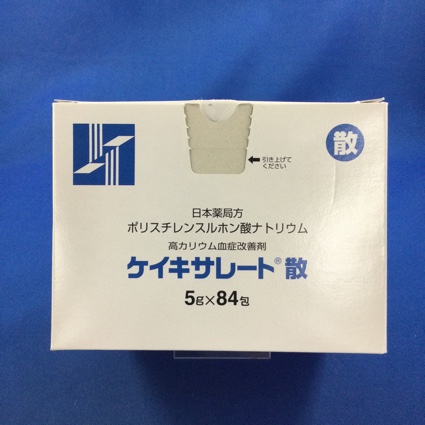 散
引き上げて
ください
日本薬局方
ポリスチレンスルホン酸ナトリウム
高カリウム血症改善剤
ケイキサレート®散
5g×84包